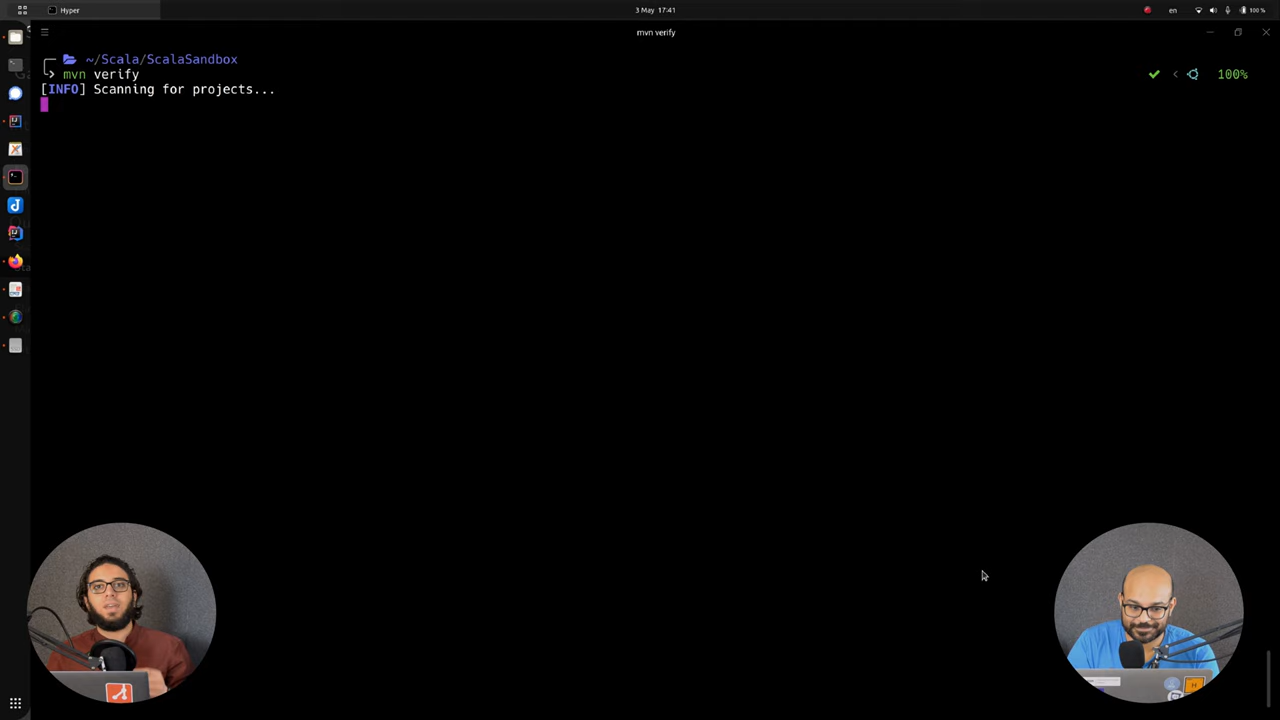 Hyper
3 May 17:41
en
100 %
mvn verify
~/Scala/ScalaSandbox
mvn verify
100%
[INFO] Scanning for projects...